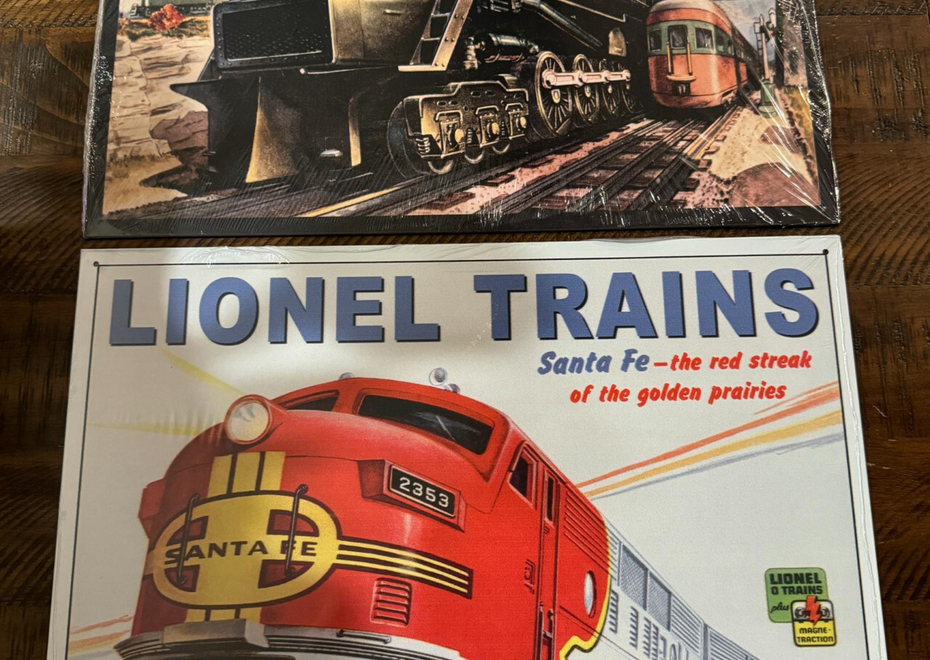 LIONEL TRAINS
Santa Fe—the red streak
of the golden prairies
2353
SANTA FE
LIONEL
O TRAINS
plus
MAGNE-
TRACTION